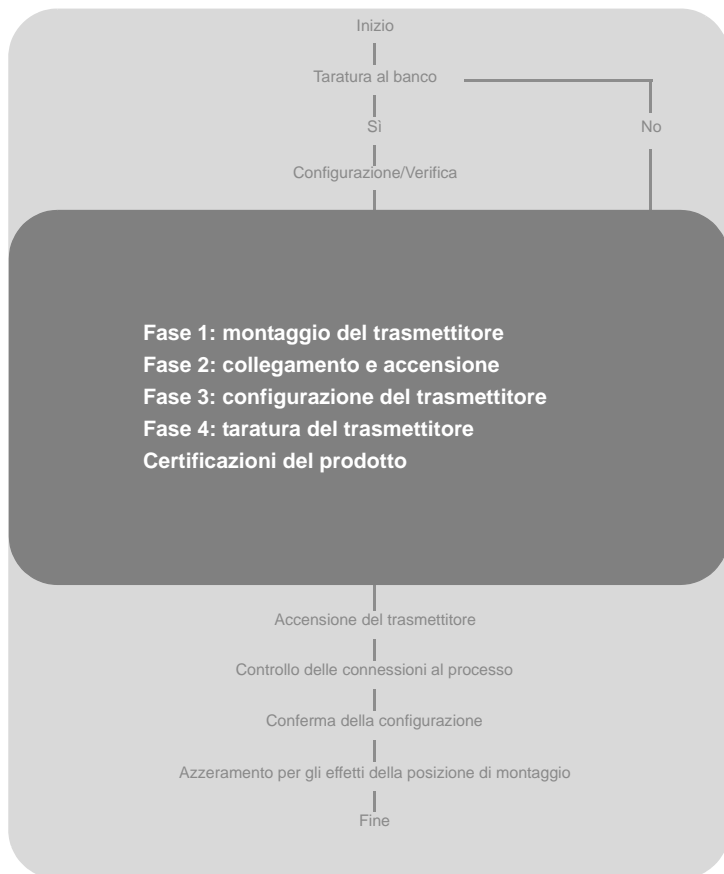 Inizio
Taratura al banco
Sì
No
Configurazione/Verifica
Fase 1: montaggio del trasmettitore
Fase 2: collegamento e accensione
Fase 3: configurazione del trasmettitore
Fase 4: taratura del trasmettitore
Certificazioni del prodotto
Accensione del trasmettitore
Controllo delle connessioni al processo
Conferma della configurazione
Azzeramento per gli effetti della posizione di montaggio
Fine